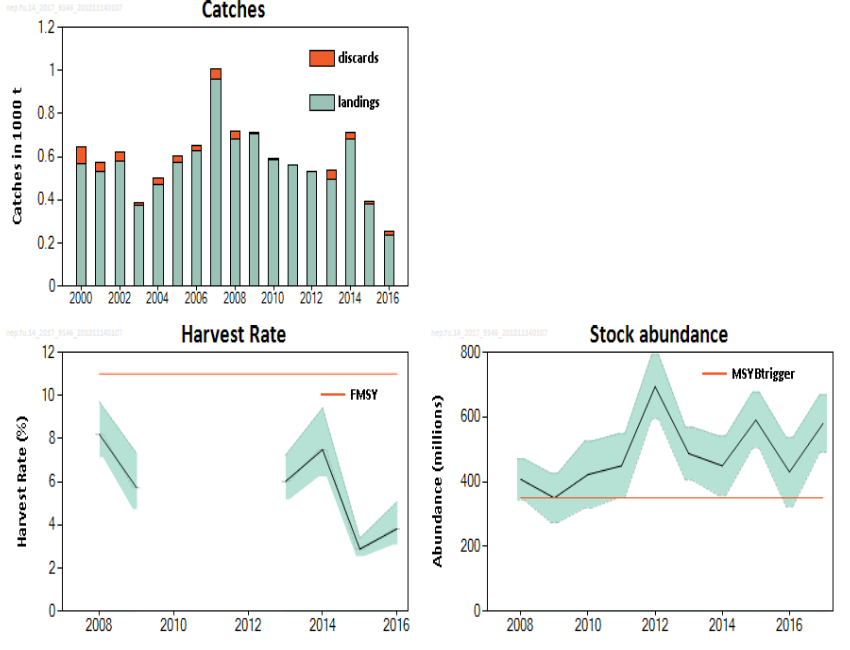 Catches
1.2
1
0.8
0.6
0.4
0.2
0
Catches in 1000 t
discards
landings
2000 2002 2004 2006 2008 2010 2012 2014 2016
Harvest Rate
12
10
8
6
4
2
0
Harvest Rate (%)
FMSY
2008 2010 2012 2014 2016
Stock abundance
800
600
400
200
0
Abundance (millions)
MSYBtrigger
2008 2010 2012 2014 2016